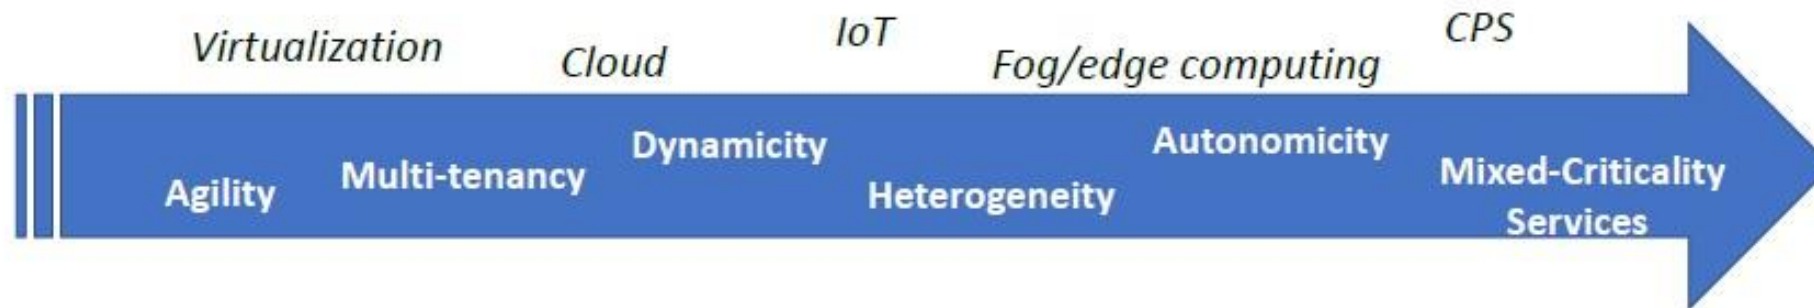 Virtualization
Cloud
IoT
Fog/edge computing
CPS
Agility
Multi-tenancy
Dynamicity
Heterogeneity
Autonomicity
Mixed-Criticality
Services